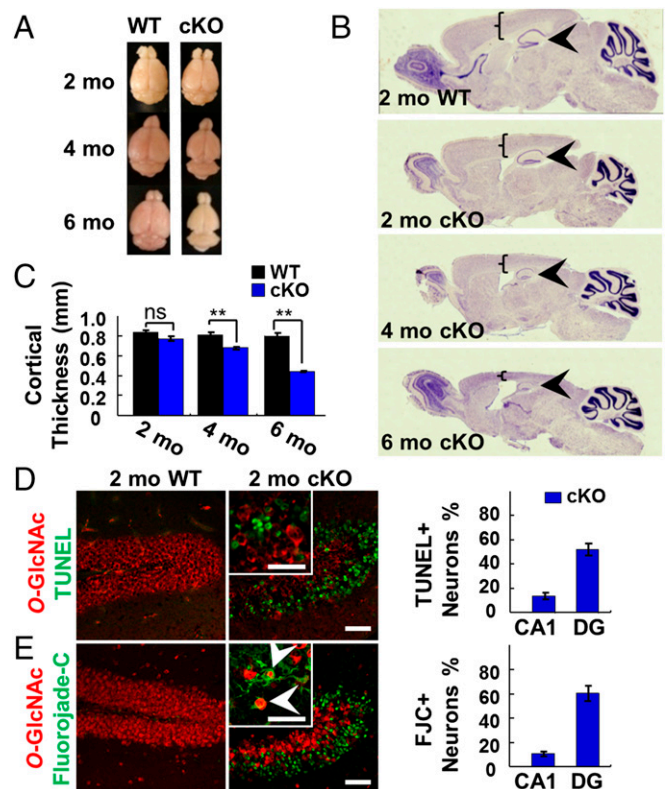 A
WT cKO
2 mo
4 mo
6 mo
B
2 mo WT
2 mo cKO
4 mo cKO
6 mo cKO
C
WT
cKO
Cortical
Thickness (mm)
1.0
0.8
0.6
0.4
0.2
0
ns
**
**
2 mo
4 mo
6 mo
D
2 mo WT 2 mo cKO
O-GlcNAc
TUNEL
cKO
TUNEL+
Neurons %
80
60
40
20
0
CA1 DG
E
O-GlcNAc
Fluorojade-C
FJC+
Neurons %
80
60
40
20
0
CA1 DG